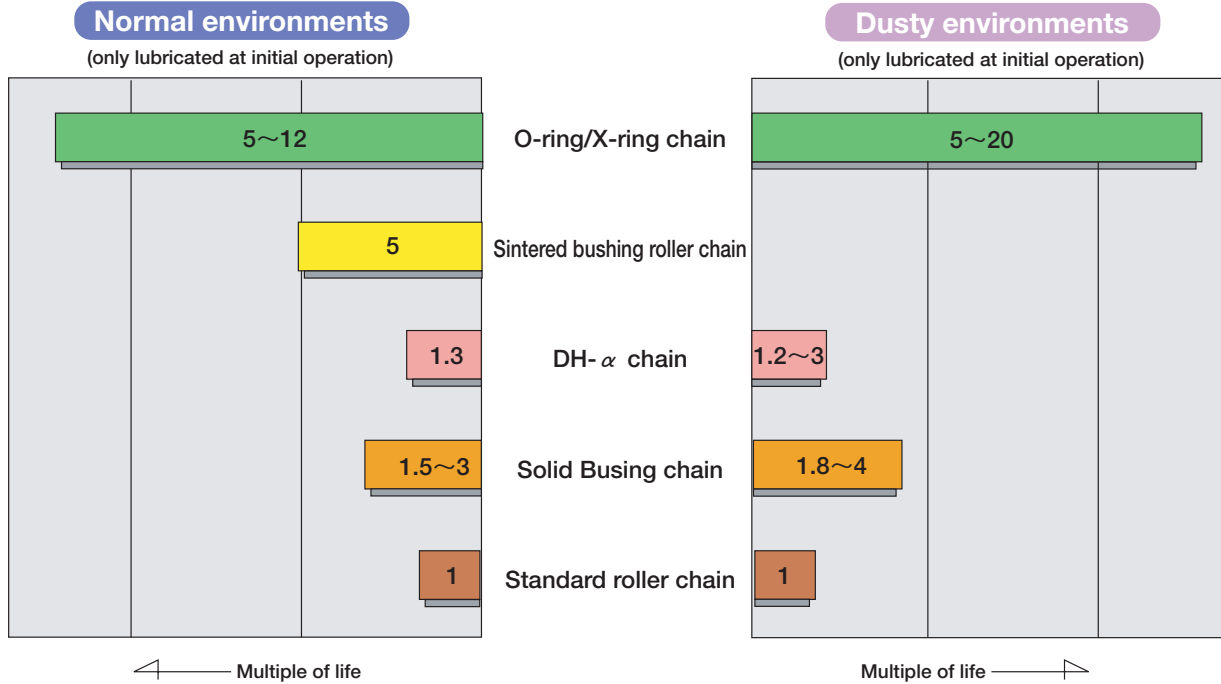 Normal environments
(only lubricated at initial operation)
Dusty environments
(only lubricated at initial operation)
5~12
O-ring/X-ring chain
5~20
5
Sintered bushing roller chain
1.3
DH-α chain
1.2~3
1.5~3
Solid Busing chain
1.8~4
1
Standard roller chain
1
Multiple of life
Multiple of life